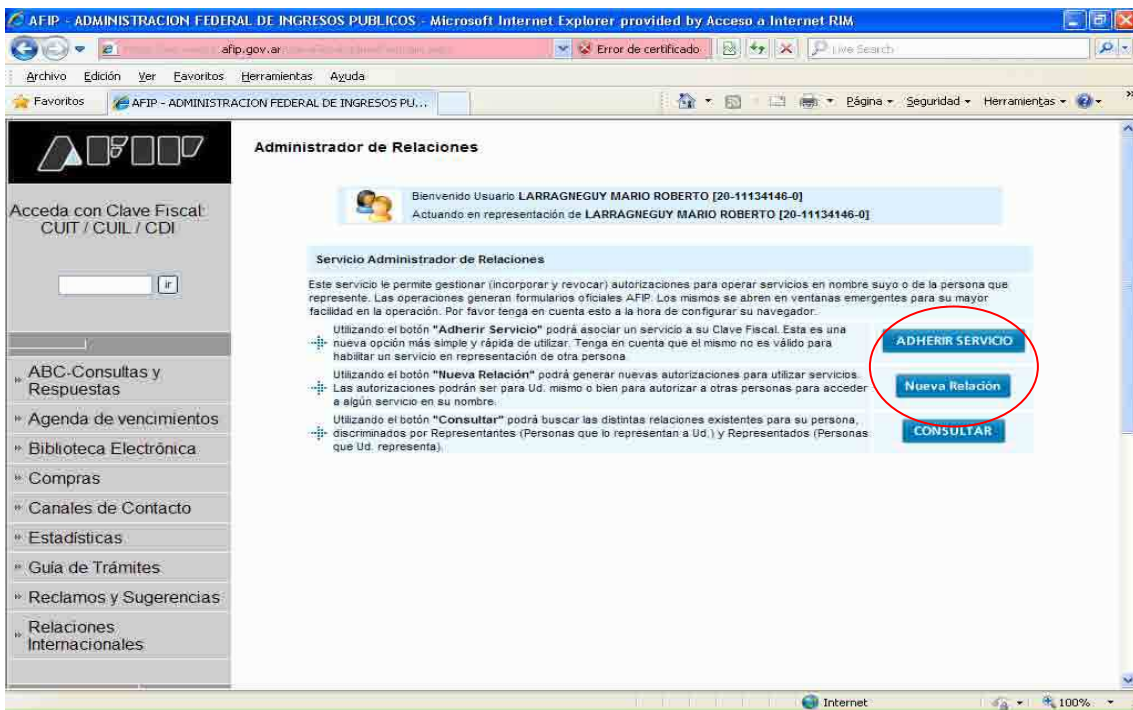 AFIP - ADMINISTRACION FEDERAL DE INGRESOS PUBLICOS - Microsoft Internet Explorer provided by Acceso a Internet RIM
afip.gov.ar
Error de certificado
Live Search
Archivo Edición Ver Favoritos Herramientas Ayuda
Favoritos
AFIP - ADMINISTRACION FEDERAL DE INGRESOS PU...
Página
Seguridad
Herramientas
AFIP
Acceda con Clave Fiscal:
CUIT / CUIL / CDI
ir
ABC-Consultas y
Respuestas
Agenda de vencimientos
Biblioteca Electrónica
Compras
Canales de Contacto
Estadísticas
Guía de Trámites
Reclamos y Sugerencias
Relaciones
Internacionales
Administrador de Relaciones
Bienvenido Usuario LARRAGNEGUY MARIO ROBERTO [20-11134146-0]
Actuando en representación de LARRAGNEGUY MARIO ROBERTO [20-11134146-0]
Servicio Administrador de Relaciones
Este servicio le permite gestionar (incorporar y revocar) autorizaciones para operar servicios en nombre suyo o de la persona que
represente. Las operaciones generan formularios oficiales AFIP. Los mismos se abren en ventanas emergentes para su mayor
facilidad en la operación. Por favor tenga en cuenta esto a la hora de configurar su navegador.
Utilizando el botón "Adherir Servicio" podrá asociar un servicio a su Clave Fiscal. Esta es una
nueva opción más simple y rápida de utilizar. Tenga en cuenta que el mismo no es válido para
habilitar un servicio en representación de otra persona
ADHERIR SERVICIO
Utilizando el botón "Nueva Relación" podrá generar nuevas autorizaciones para utilizar servicios.
Las autorizaciones podrán ser para Ud. mismo o bien para autorizar a otras personas para acceder
a algún servicio en su nombre.
Nueva Relación
Utilizando el botón "Consultar" podrá buscar las distintas relaciones existentes para su persona,
discriminados por Representantes (Personas que lo representan a Ud.) y Representados (Personas
que Ud. representa).
CONSULTAR
Internet
100%